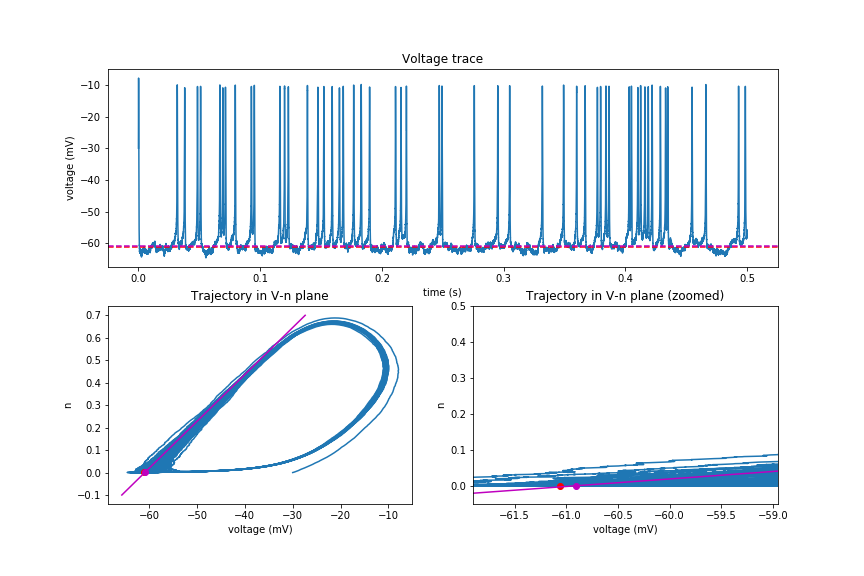 Voltage trace
−10
−20
−30
−40
−50
−60
voltage (mV)
0.0 0.1 0.2 0.3 0.4 0.5
time (s)
Trajectory in V-n plane
0.7
0.6
0.5
0.4
0.3
0.2
0.1
0.0
−0.1
n
−60 −50 −40 −30 −20 −10
voltage (mV)
Trajectory in V-n plane (zoomed)
0.5
0.4
0.3
0.2
0.1
0.0
n
−61.5 −61.0 −60.5 −60.0 −59.5 −59.0
voltage (mV)